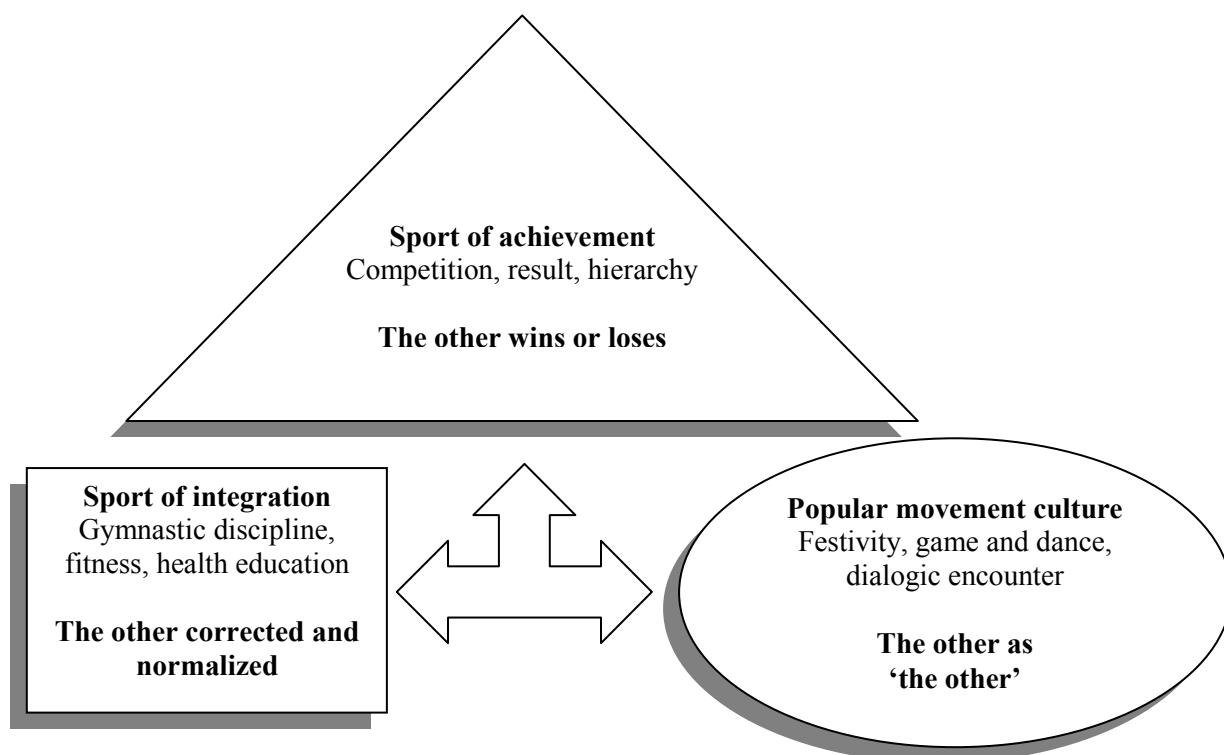 Sport of achievement
Competition, result, hierarchy
The other wins or loses
Sport of integration
Gymnastic discipline,
fitness, health education
The other corrected and
normalized
Popular movement culture
Festivity, game and dance,
dialogic encounter
The other as
‘the other’